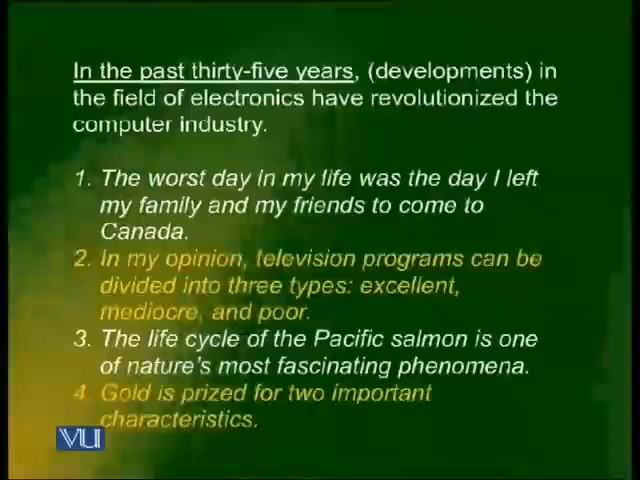 In the past thirty-five years, (developments) in
the field of electronics have revolutionized the
computer industry.
1. The worst day in my life was the day I left
my family and my friends to come to
Canada.
2. In my opinion, television programs can be
divided into three types: excellent,
mediocre, and poor.
3. The life cycle of the Pacific salmon is one
of nature's most fascinating phenomena.
4. Gold is prized for two important
characteristics.
VU